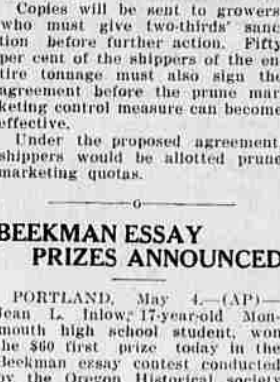 Copies will be sent to growers
who must give two-thirds' sanc
tion before further action. Fifty
per cent of the shippers of the en
tire tonnage must also sign the
agreement before the prune mar
keting control measure can become
effective.
Under the proposed agreement
shippers would be allotted prune
marketing quotas.
o
BEEKMAN ESSAY
PRIZES ANNOUNCED
PORTLAND, May 4.—(AP)—
Jean L. Inlow, 17-year-old Mon-
mouth high school student, won
the $60 first prize today in the
Beekman essay contest conducted
by the Oregon Historical society